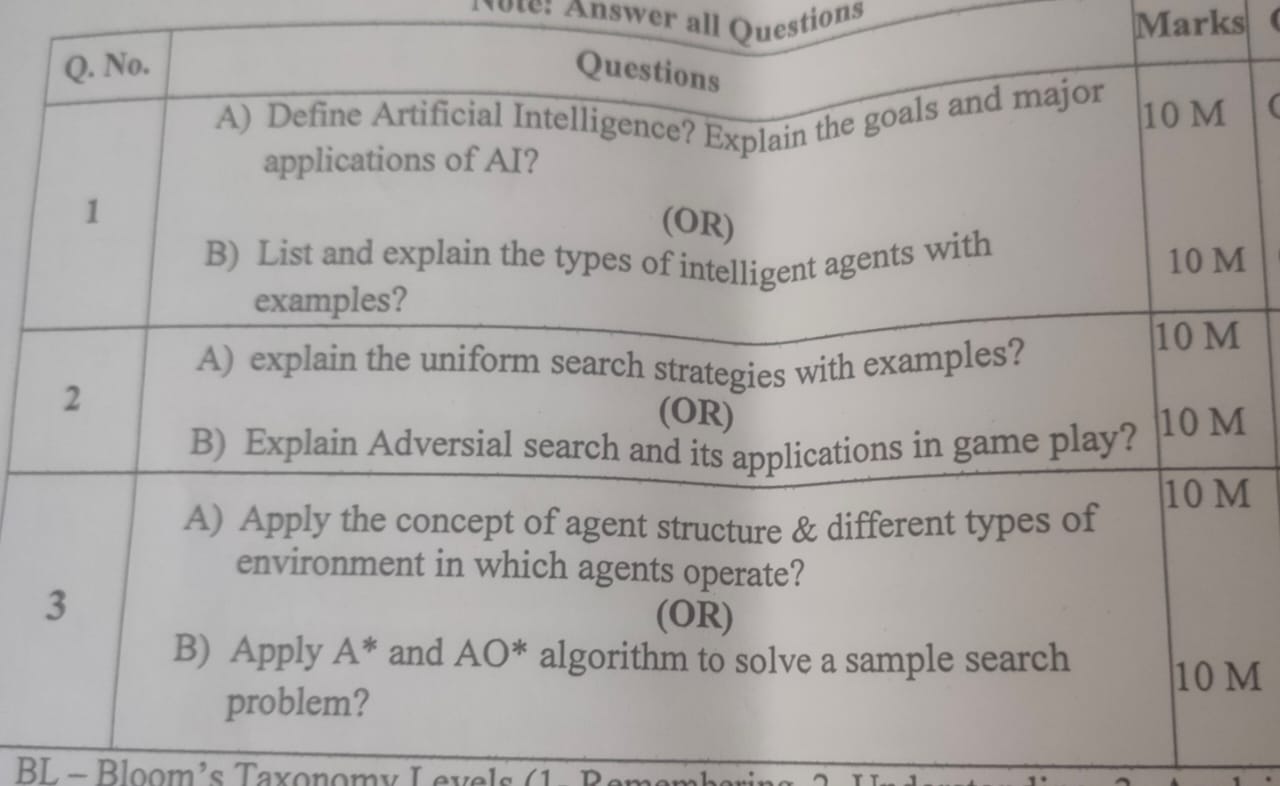 Note: Answer all Questions
Q. No.
Questions
Marks
1
A) Define Artificial Intelligence? Explain the goals and major
applications of AI?
10 M
(OR)
B) List and explain the types of intelligent agents with
examples?
10 M
2
A) explain the uniform search strategies with examples?
10 M
(OR)
B) Explain Adversial search and its applications in game play?
10 M
3
A) Apply the concept of agent structure & different types of
environment in which agents operate?
10 M
(OR)
B) Apply A* and AO* algorithm to solve a sample search
problem?
10 M
BL – Bloom's Taxonomy Levels (1. Remembering 2.